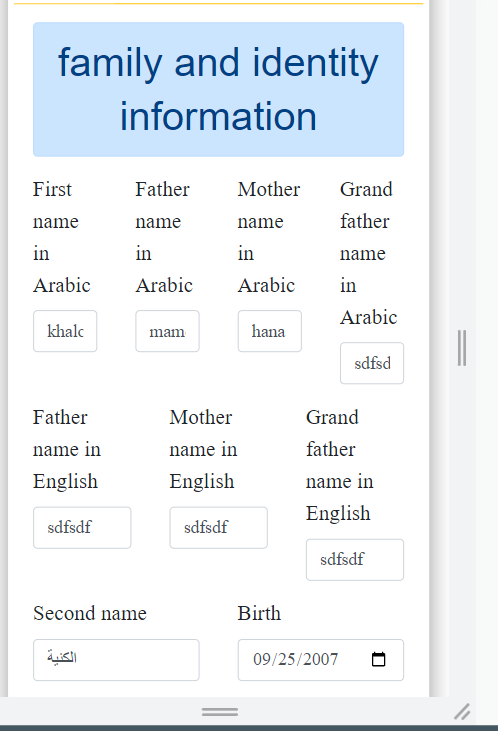 family and identity
information
First
name
in
Arabic
Father
name
in
Arabic
Mother
name
in
Arabic
Grand
father
name
in
Arabic
khalc
mam
hana
sdfsd
Father
name in
English
Mother
name in
English
Grand
father
name in
English
sdfsdf
sdfsdf
sdfsdf
Second name
Birth
الكنية
09/25/2007